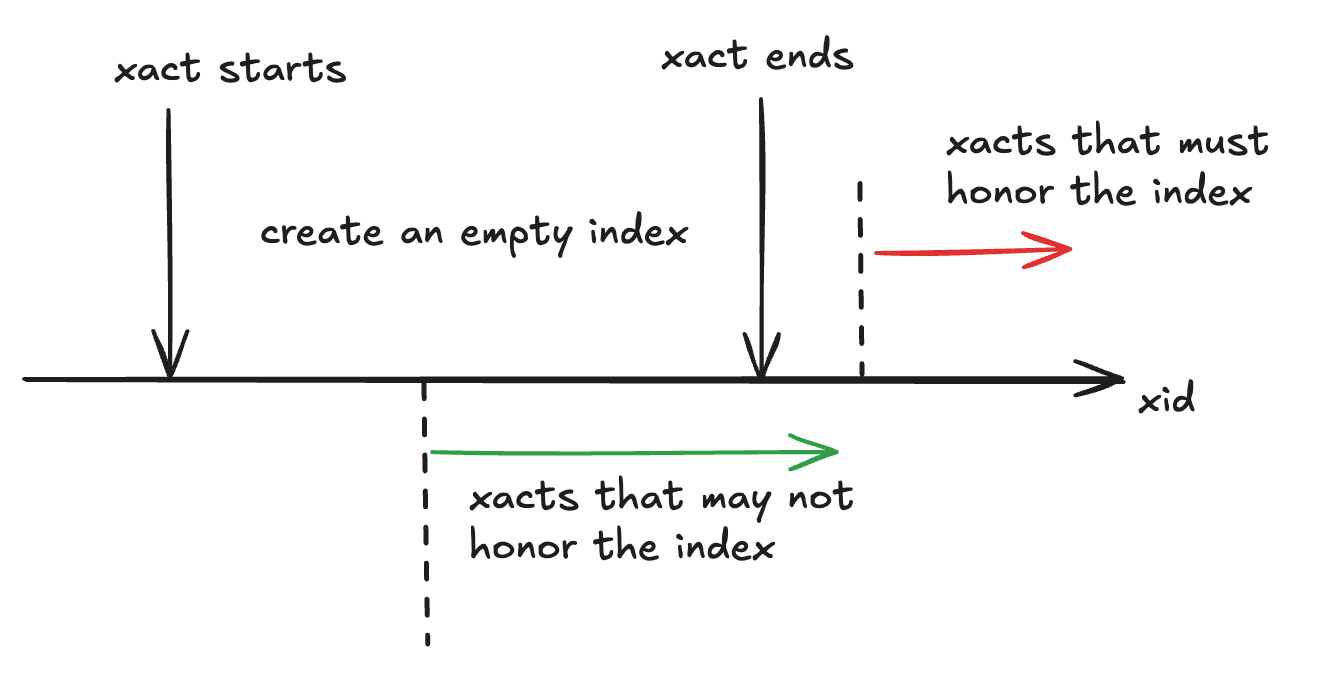 xact starts
xact ends
xacts that must
honor the index
create an empty index
xid
xacts that may not
honor the index